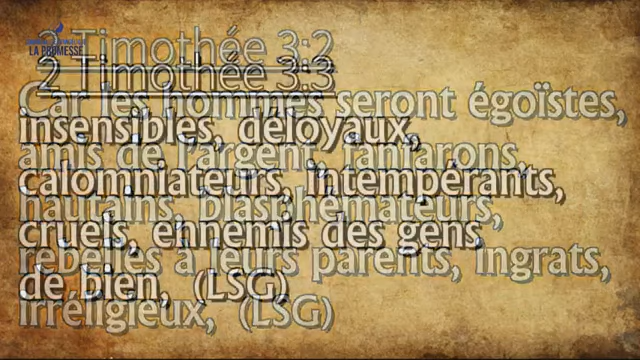 LA PROMESSE
2 Timothée 3:2
2 Timothée 3:3
Car les hommes seront égoïstes,
insensibles, déloyaux,
amis de l'argent, fanfarons,
calomniateurs, intempérants,
hautains, blasphémateurs,
cruels, ennemis des gens
rebelles à leurs parents, ingrats,
de bien, (LSG)
irréligieux, (LSG)